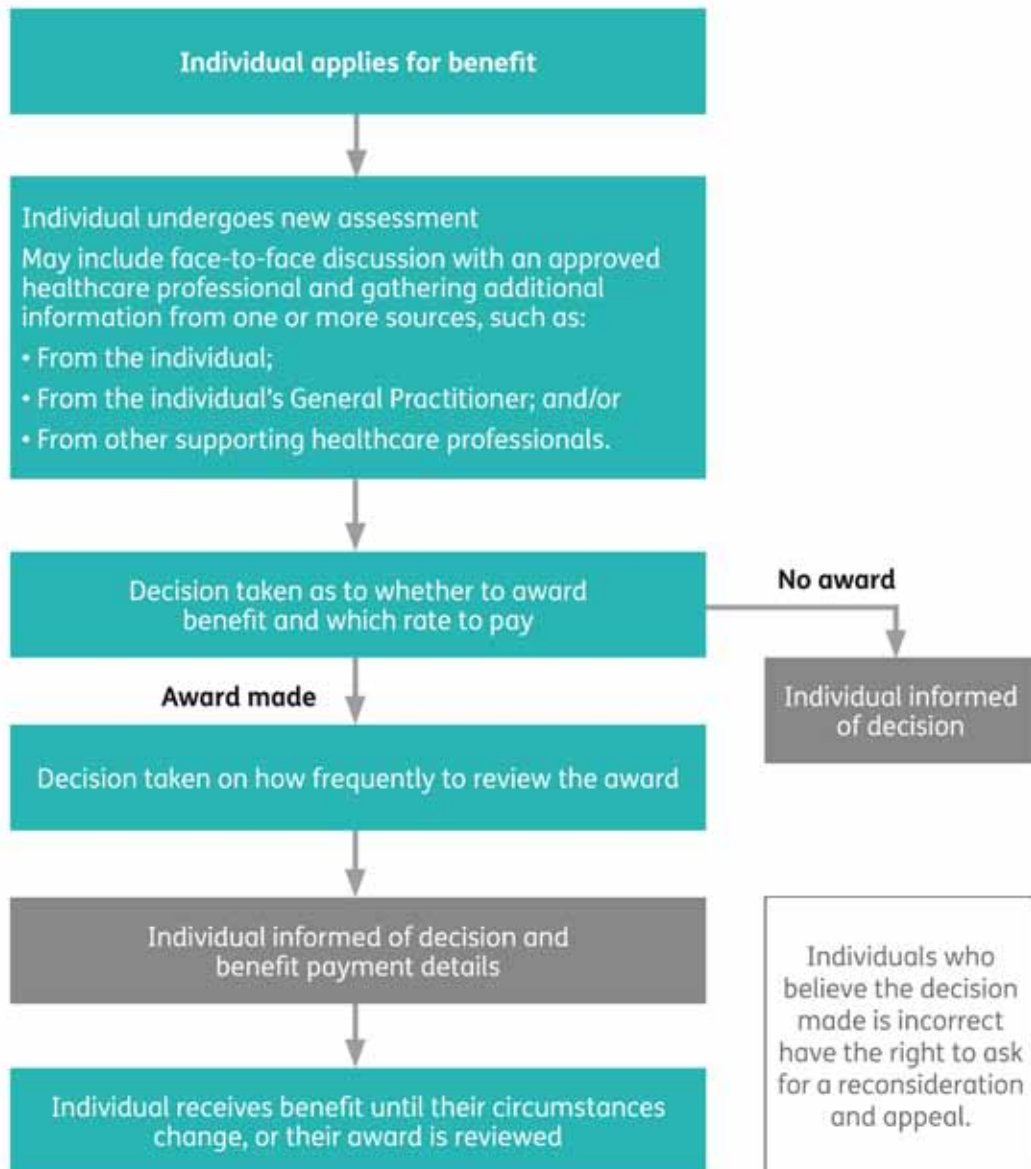 Individual applies for benefit
Individual undergoes new assessment
May include face-to-face discussion with an approved
healthcare professional and gathering additional
information from one or more sources, such as:
• From the individual;
• From the individual's General Practitioner; and/or
• From other supporting healthcare professionals.
Decision taken as to whether to award
benefit and which rate to pay
No award
Individual informed
of decision
Award made
Decision taken on how frequently to review the award
Individual informed of decision and
benefit payment details
Individual receives benefit until their circumstances
change, or their award is reviewed
Individuals who
believe the decision
made is incorrect
have the right to ask
for a reconsideration
and appeal.